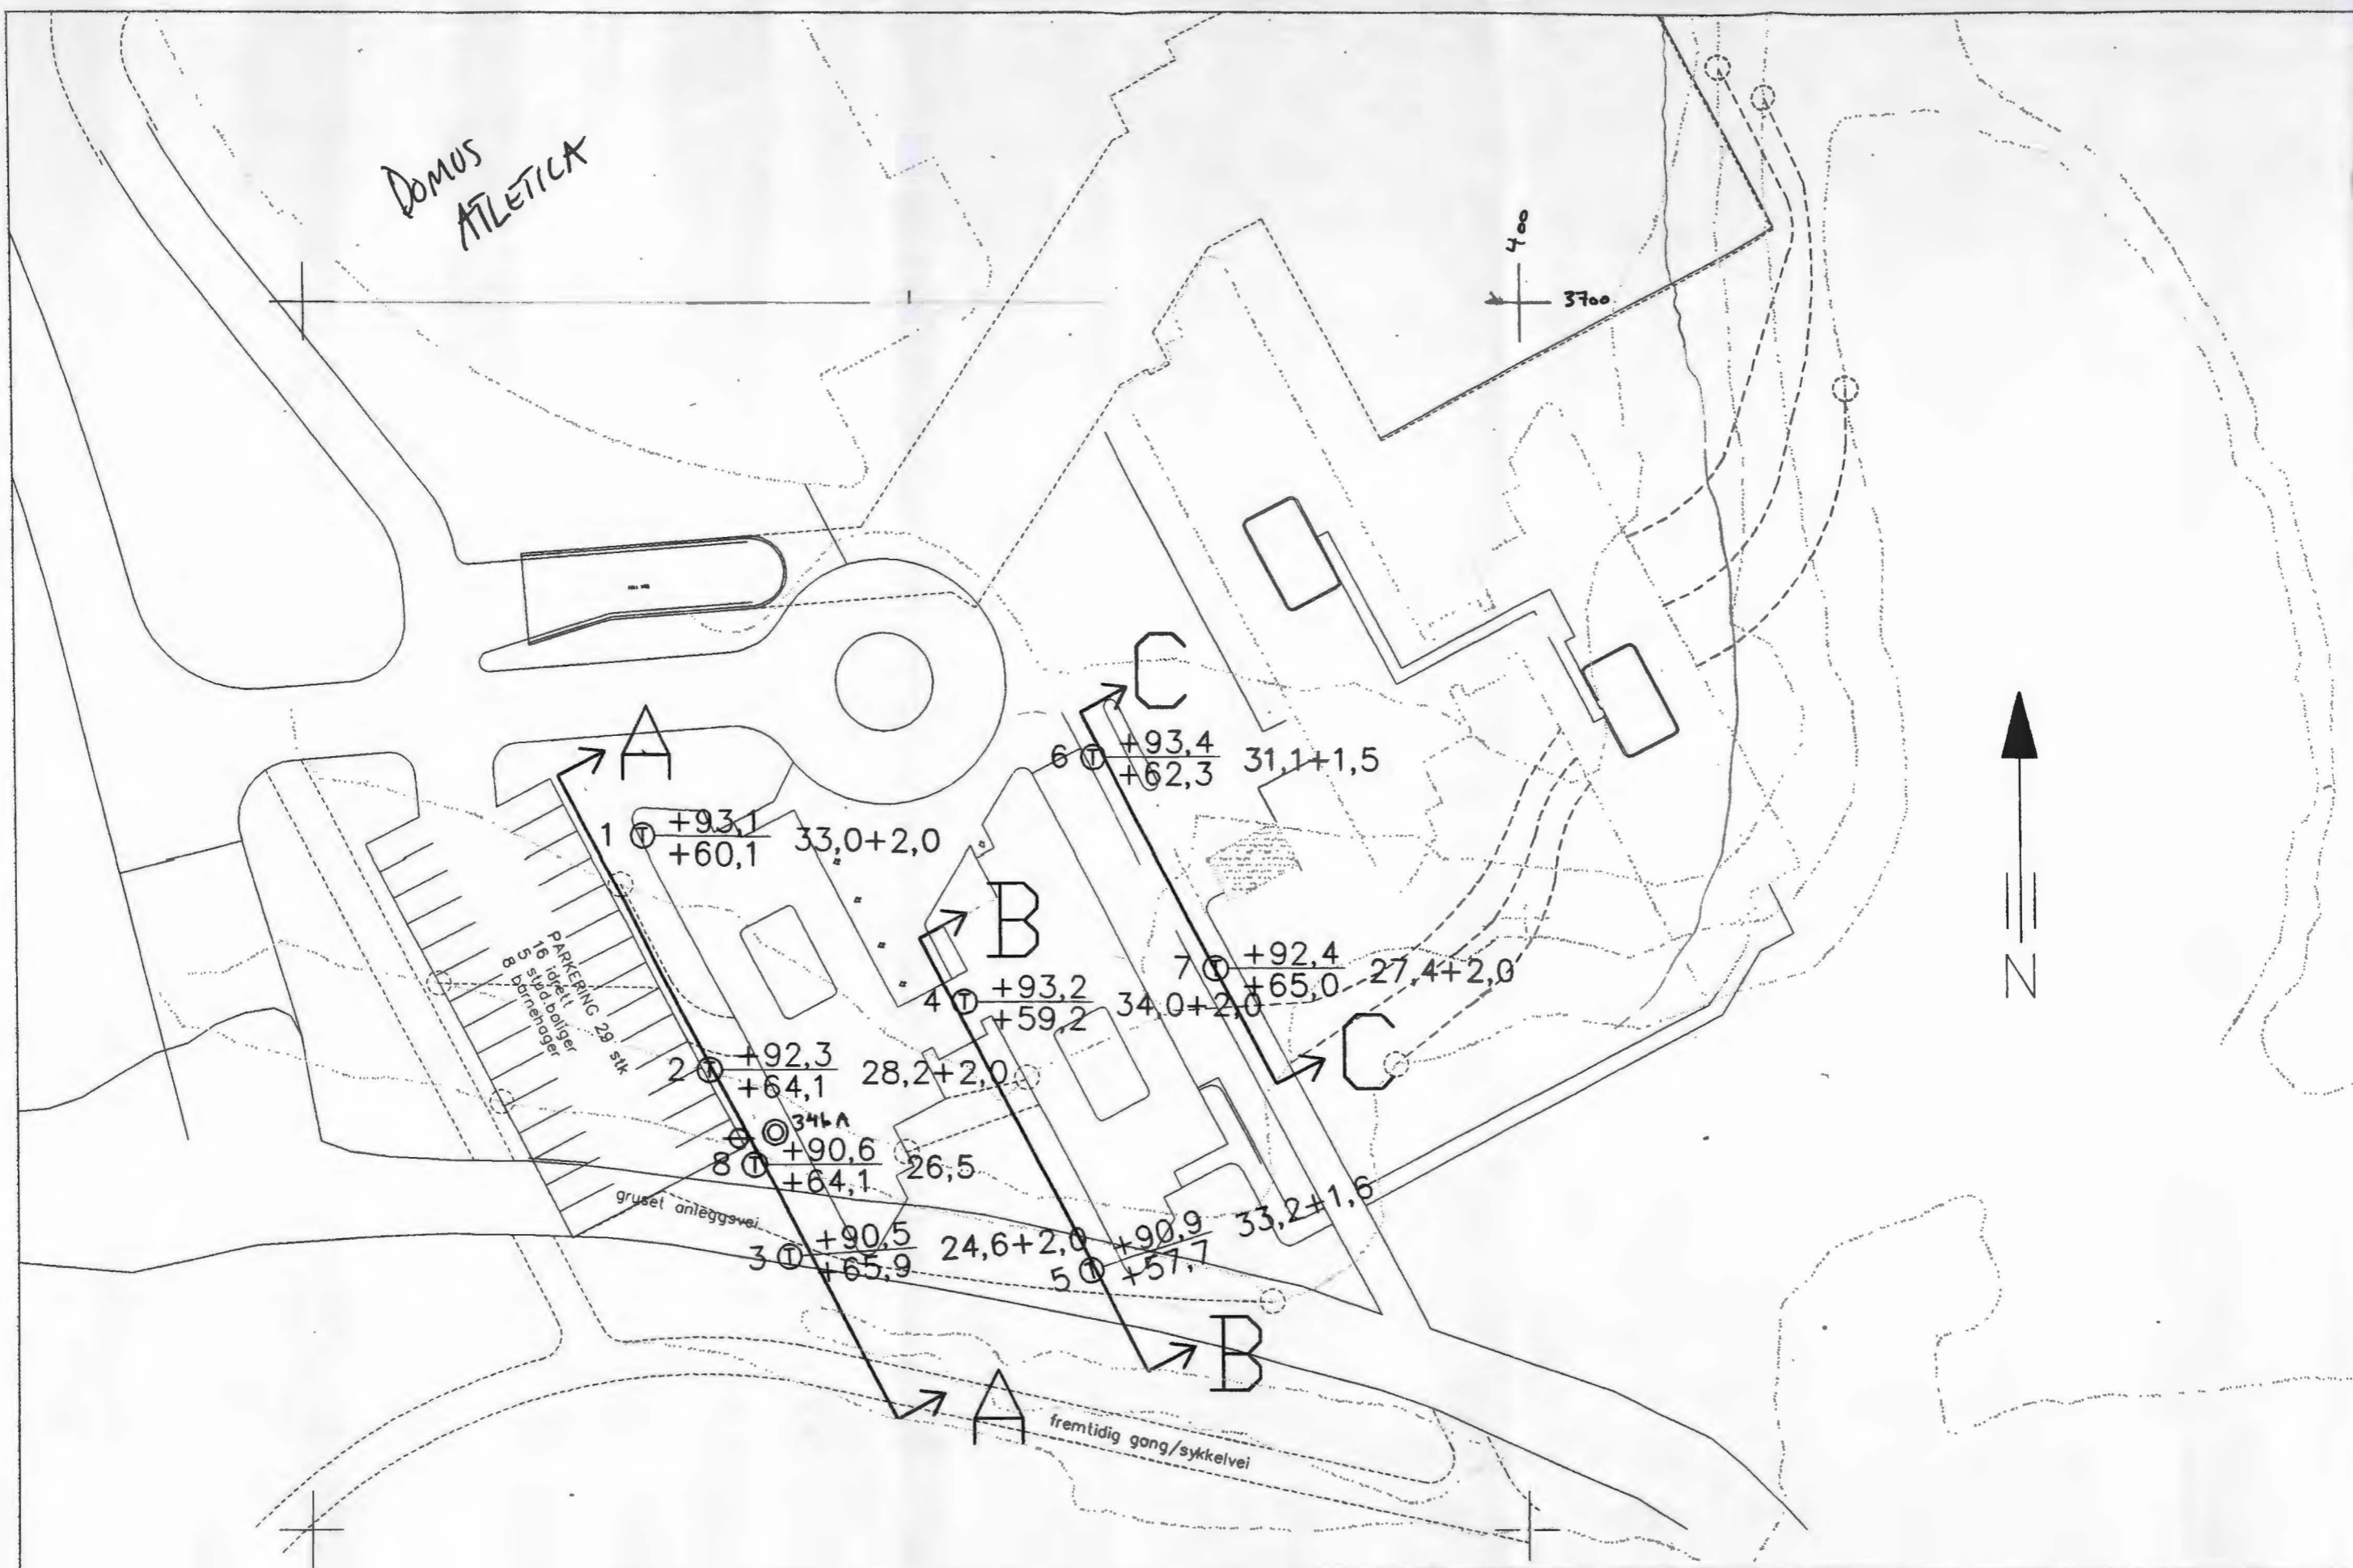 DOMUS
ATLETICA
400
3700
C
A
6 T +93,4
+62,3 31,1+1,5
1 T +93,1
+60,1 33,0+2,0
B
PARKERING 29 stk
16 idrett
5 stud.boliger
8 barnehager
7 T +92,4
+65,0 27,4+2,0
4 T +93,2
+59,2 34,0+2,0
C
2 T +92,3
+64,1 28,2+2,0
346A
8 T +90,6
+64,1 26,5
gruset anleggsvei
3 T +90,5
+65,9 24,6+2,0
5 T +90,9
+57,7 33,2+1,6
B
A
fremtidig gang/sykkelvei
N